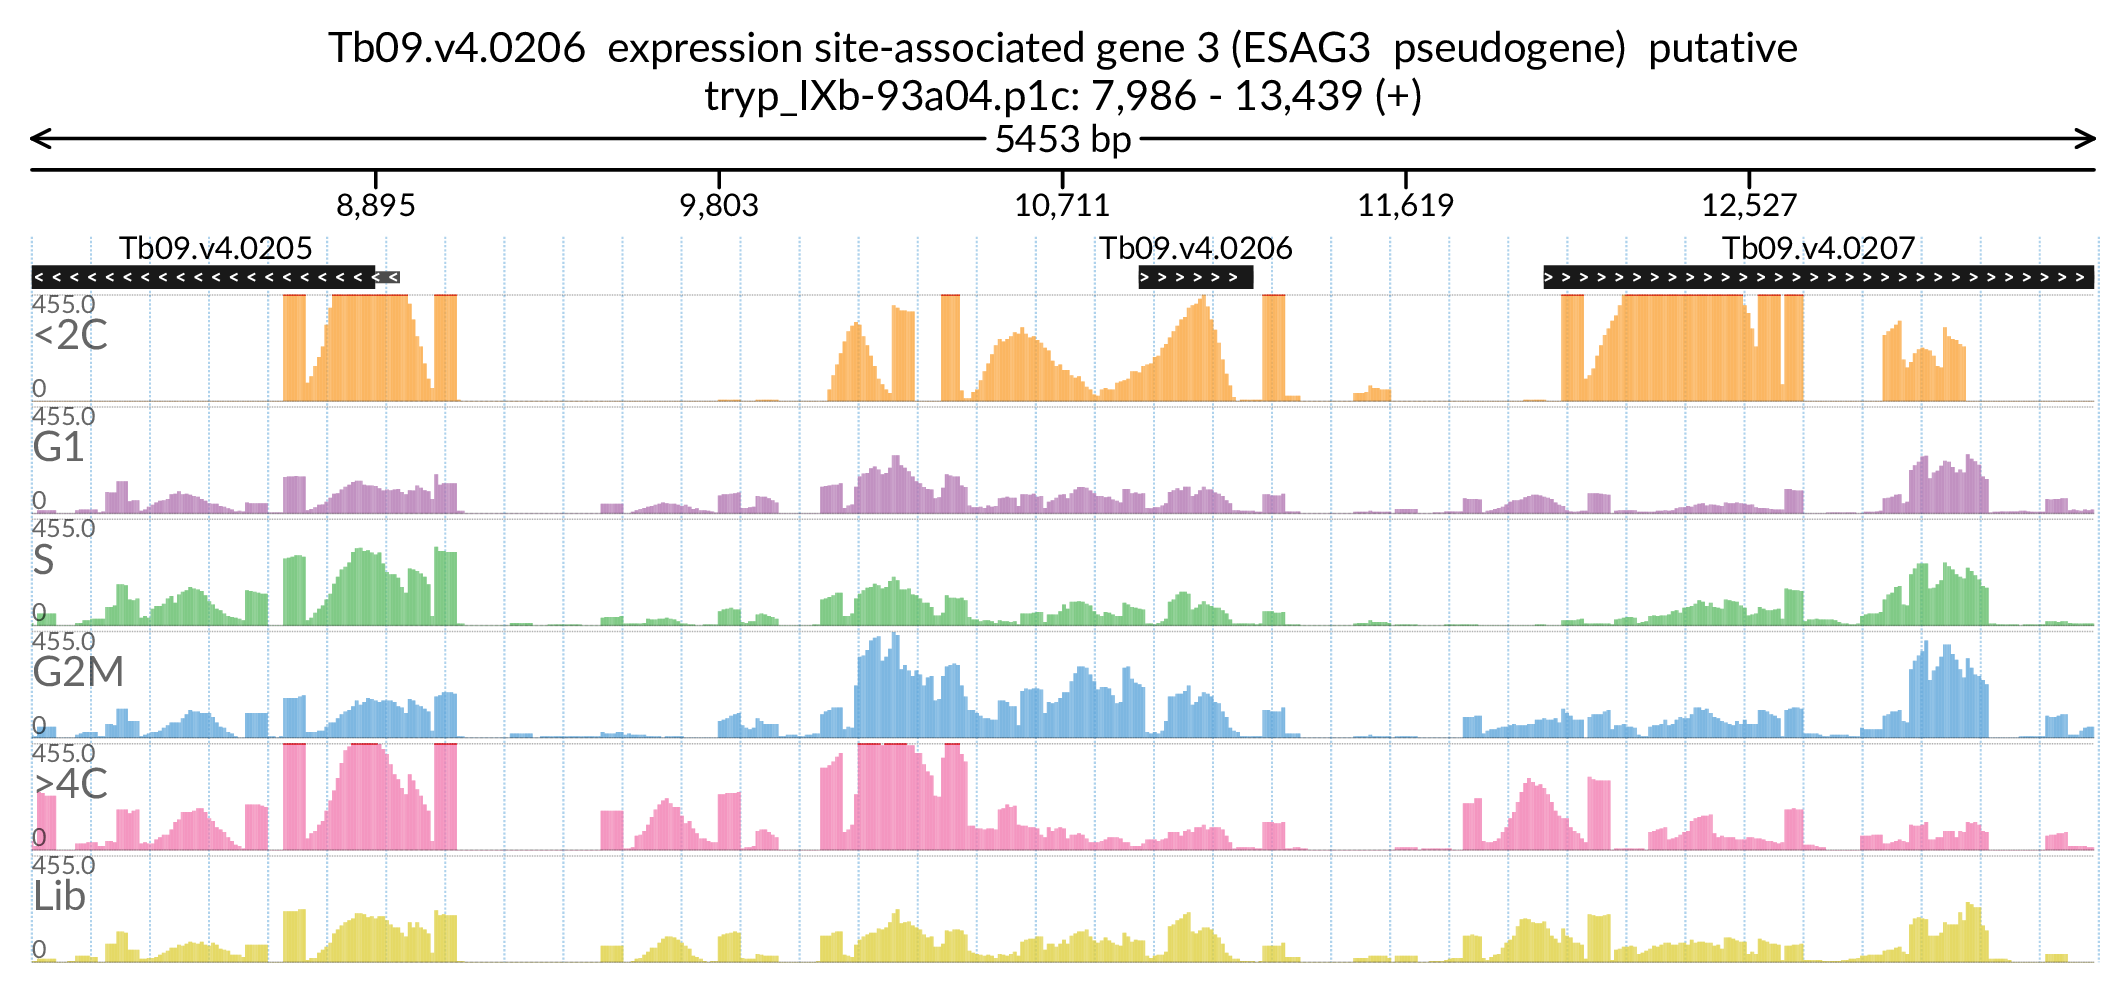 Tb09.v4.0206 expression site-associated gene 3 (ESAG3 pseudogene) putative
tryp_IXb-93a04.p1c: 7,986 - 13,439 (+)
5453 bp
8,895 9,803 10,711 11,619 12,527
Tb09.v4.0205 Tb09.v4.0206 Tb09.v4.0207
455.0
<2C
0
455.0
G1
0
455.0
S
0
455.0
G2M
0
455.0
>4C
0
455.0
Lib
0